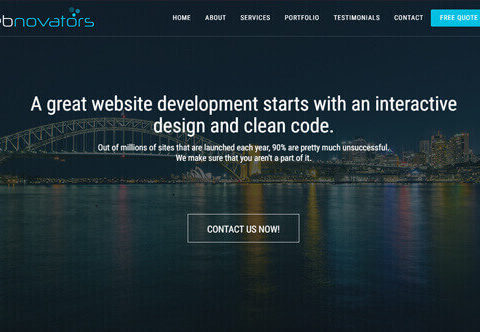 bnovators
HOME ABOUT SERVICES PORTFOLIO TESTIMONIALS CONTACT FREE QUOTE
A great website development starts with an interactive
design and clean code.
Out of millions of sites that are launched each year, 90% are pretty much unsuccessful.
We make sure that you aren't a part of it.
CONTACT US NOW!